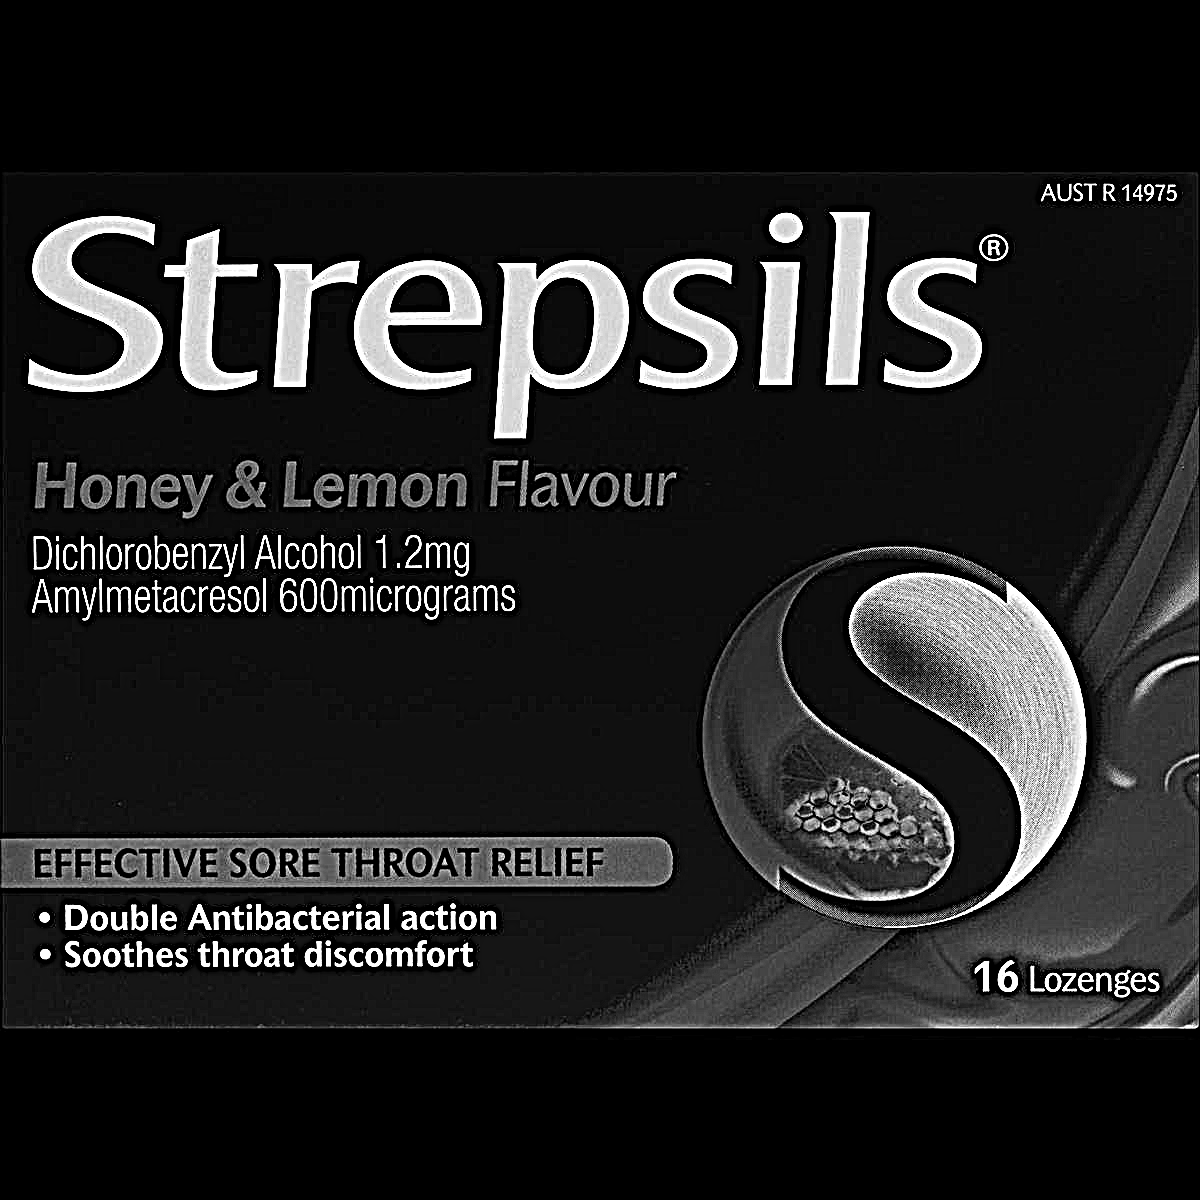 AUST R 14975
Strepsils®
Honey & Lemon Flavour
Dichlorobenzyl Alcohol 1.2mg
Amylmetacresol 600micrograms
EFFECTIVE SORE THROAT RELIEF
• Double Antibacterial action
• Soothes throat discomfort
16 Lozenges